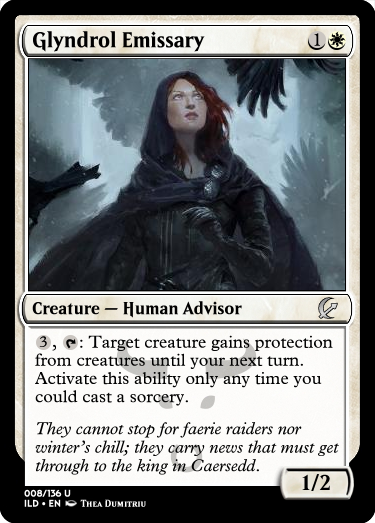 Glyndrol Emissary 1
Creature — Human Advisor
3, : Target creature gains protection
from creatures until your next turn.
Activate this ability only any time you
could cast a sorcery.
They cannot stop for faerie raiders nor
winter's chill; they carry news that must get
through to the king in Caersedd.
1/2
008/136 U
ILD • EN Thea Dumitriu